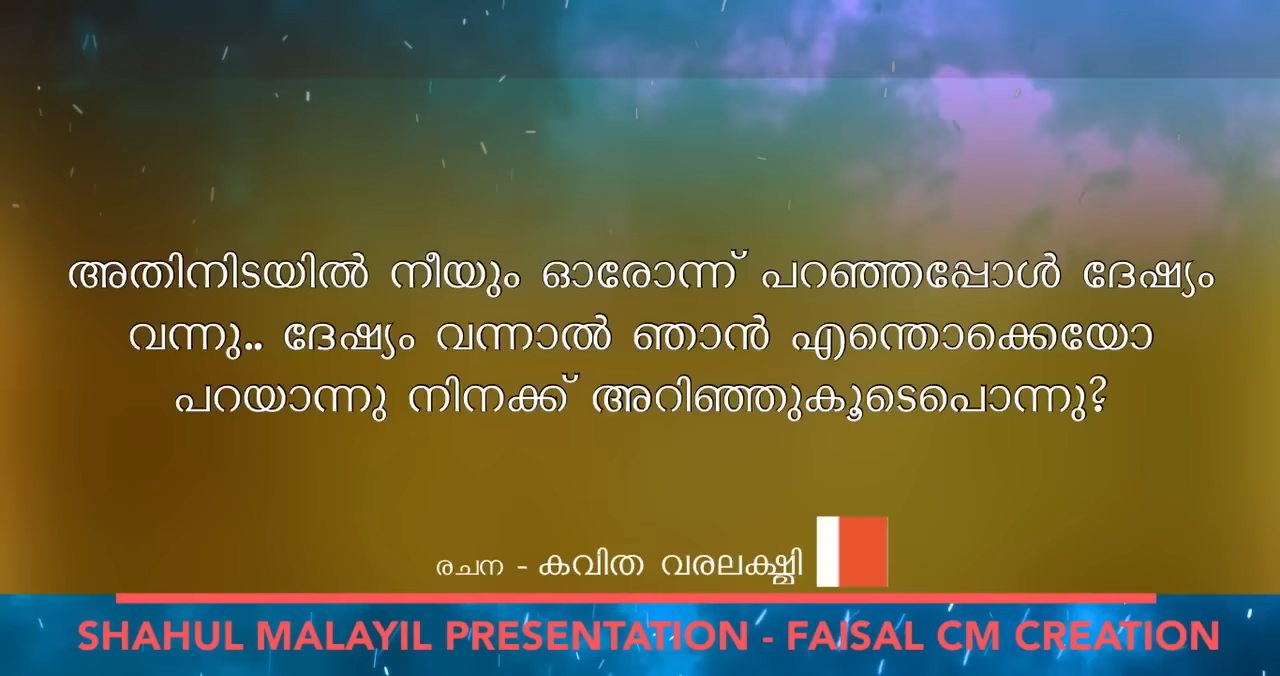 അതിനിടയിൽ നീയും ഓരോന്ന് പറഞ്ഞപ്പോൾ ദേഷ്യം
വന്നു.. ദേഷ്യം വന്നാൽ ഞാൻ എന്തൊക്കെയോ
പറയാന്നു നിനക്ക് അറിഞ്ഞുകൂടെപൊന്നു?
രചന - കവിത വരലക്ഷ്മി
SHAHUL MALAYIL PRESENTATION - FAISAL CM CREATION